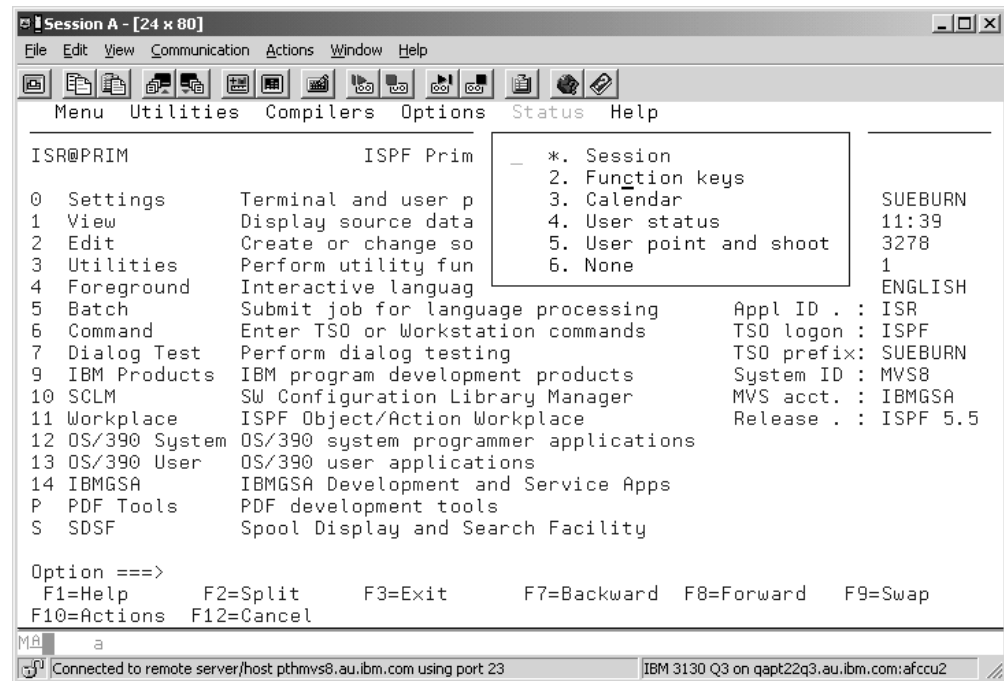 Session A - [24 x 80]
File Edit View Communication Actions Window Help
Menu Utilities Compilers Options Status Help
ISR@PRIM ISPF Prim _ *. Session
2. Function keys
0 Settings Terminal and user p 3. Calendar SUEBURN
1 View Display source data 4. User status 11:39
2 Edit Create or change so 5. User point and shoot 3278
3 Utilities Perform utility fun 6. None 1
4 Foreground Interactive languag ENGLISH
5 Batch Submit job for language processing Appl ID . : ISR
6 Command Enter TSO or Workstation commands TSO logon : ISPF
7 Dialog Test Perform dialog testing TSO prefix: SUEBURN
9 IBM Products IBM program development products System ID : MVS8
10 SCLM SW Configuration Library Manager MVS acct. : IBMGSA
11 Workplace ISPF Object/Action Workplace Release . : ISPF 5.5
12 OS/390 System OS/390 system programmer applications
13 OS/390 User OS/390 user applications
14 IBMGSA IBMGSA Development and Service Apps
P PDF Tools PDF development tools
S SDSF Spool Display and Search Facility
Option ===>
F1=Help F2=Split F3=Exit F7=Backward F8=Forward F9=Swap
F10=Actions F12=Cancel
MA a
Connected to remote server/host pthmvs8.au.ibm.com using port 23 IBM 3130 Q3 on qapt22q3.au.ibm.com:afccu2